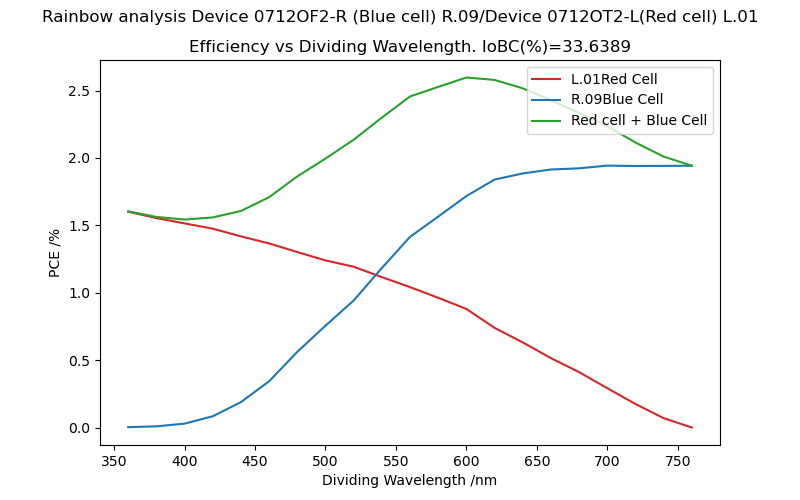 Rainbow analysis Device 0712OF2-R (Blue cell) R.09/Device 0712OT2-L(Red cell) L.01
Efficiency vs Dividing Wavelength. IoBC(%)=33.6389
L.01Red Cell
R.09Blue Cell
Red cell + Blue Cell
PCE /%
2.5
2.0
1.5
1.0
0.5
0.0
350 400 450 500 550 600 650 700 750
Dividing Wavelength /nm